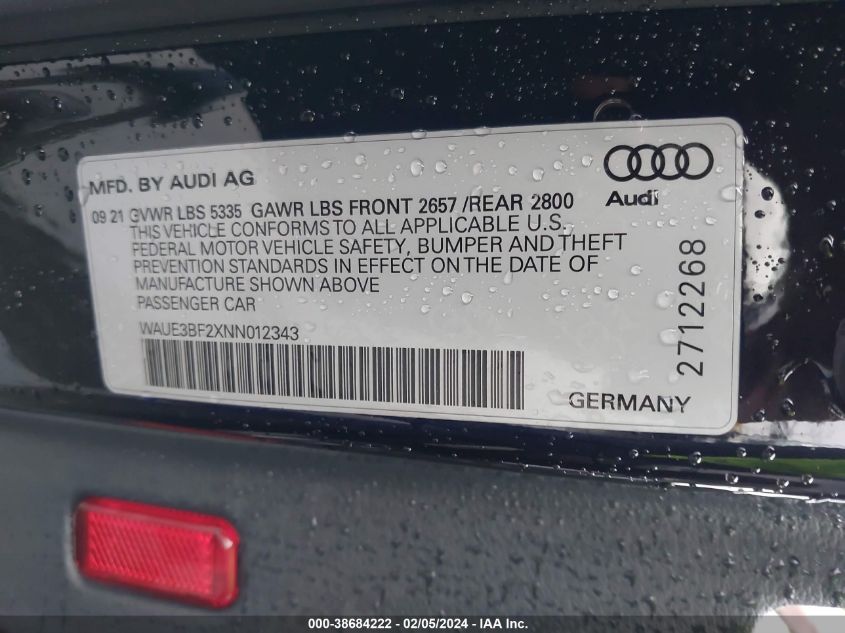 MFD. BY AUDI AG
Audi
09 21 GVWR LBS 5335 GAWR LBS FRONT 2657 /REAR 2800
THIS VEHICLE CONFORMS TO ALL APPLICABLE U.S.
FEDERAL MOTOR VEHICLE SAFETY, BUMPER AND THEFT
PREVENTION STANDARDS IN EFFECT ON THE DATE OF
MANUFACTURE SHOWN ABOVE
PASSENGER CAR
WAUE3BF2XNN012343
GERMANY
2712268
000-38684222 - 02/05/2024 - IAA Inc.